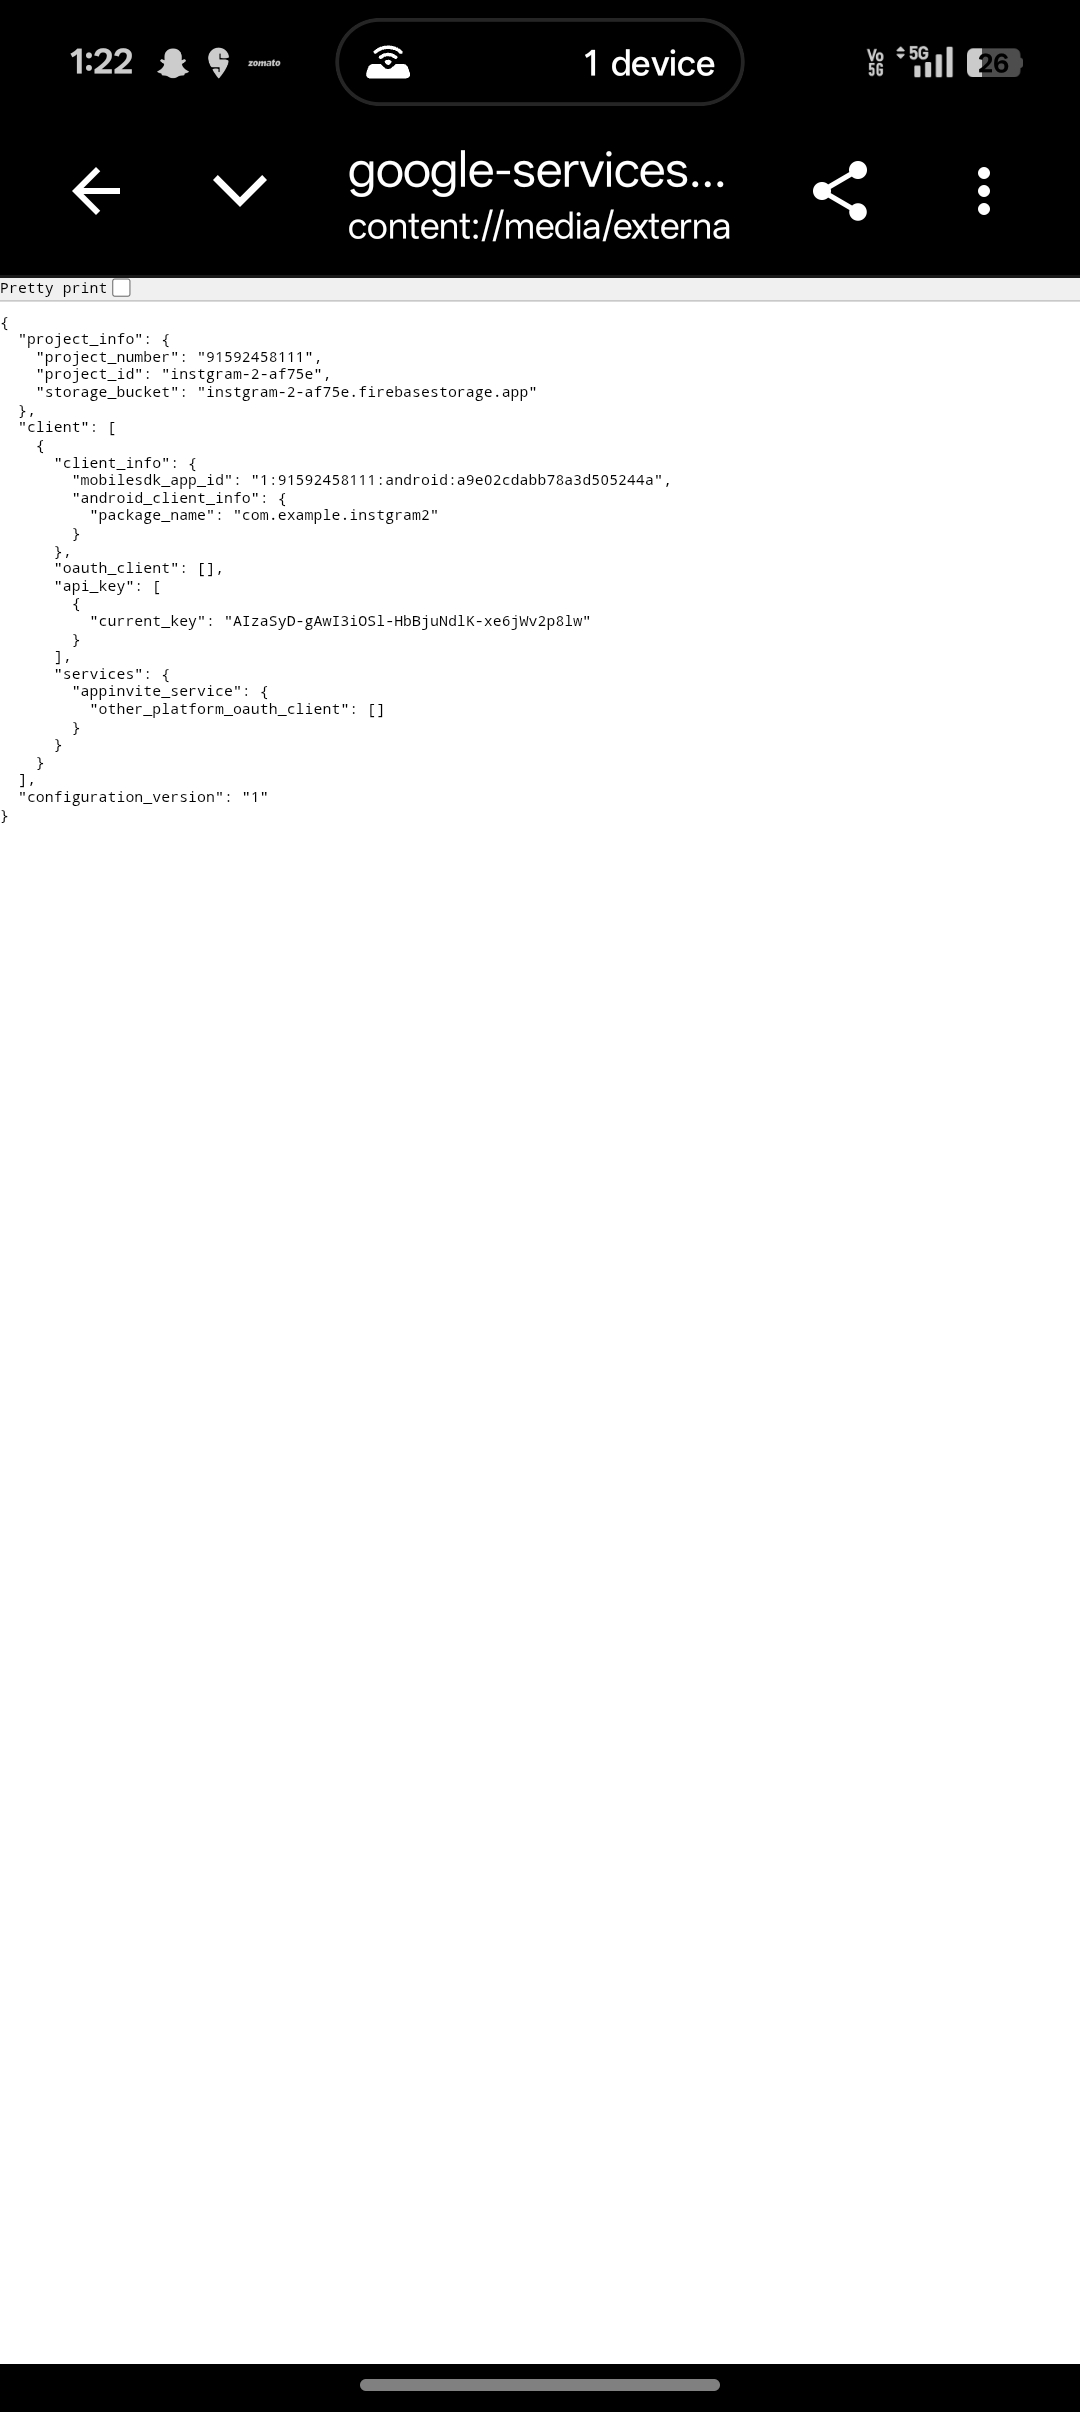 1:22 zomato 1 device Vo 5G 5G 26
google-services...
content://media/externa
Pretty print
{
  "project_info": {
    "project_number": "91592458111",
    "project_id": "instgram-2-af75e",
    "storage_bucket": "instgram-2-af75e.firebasestorage.app"
  },
  "client": [
    {
      "client_info": {
        "mobilesdk_app_id": "1:91592458111:android:a9e02cdabb78a3d505244a",
        "android_client_info": {
          "package_name": "com.example.instgram2"
        }
      },
      "oauth_client": [],
      "api_key": [
        {
          "current_key": "AIzaSyD-gAwI3iOSl-HbBjuNdlK-xe6jWv2p8lw"
        }
      ],
      "services": {
        "appinvite_service": {
          "other_platform_oauth_client": []
        }
      }
    }
  ],
  "configuration_version": "1"
}